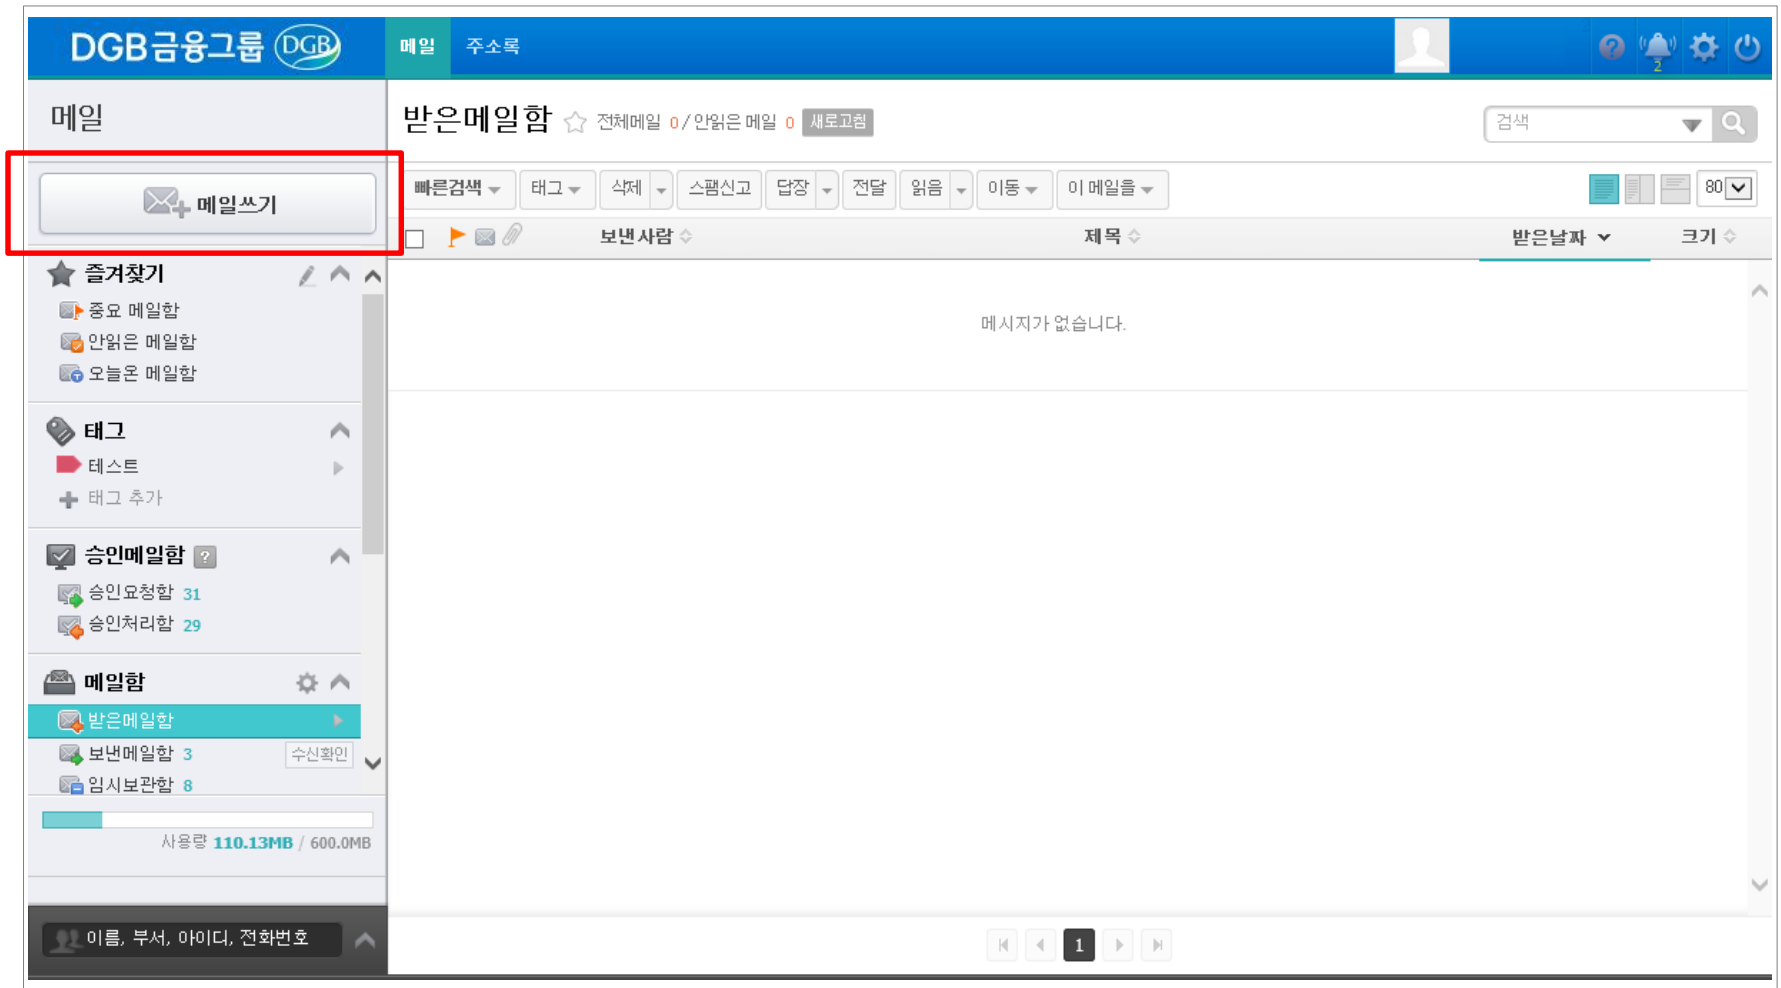 DGB금융그룹 DGB 메일 주소록
2
메일
받은메일함 전체메일 0 / 안읽은 메일 0 새로고침
검색
메일쓰기
빠른검색 태그 삭제 스팸신고 답장 전달 읽음 이동 이 메일을 80
보낸 사람 제목 받은날짜 크기
즐겨찾기
중요 메일함
안읽은 메일함
오늘온 메일함
메시지가 없습니다.
태그
테스트
태그 추가
승인메일함 ?
승인요청함 31
승인처리함 29
메일함
받은메일함
보낸메일함 3 수신확인
임시보관함 8
사용량 110.13MB / 600.0MB
이름, 부서, 아이디, 전화번호
1